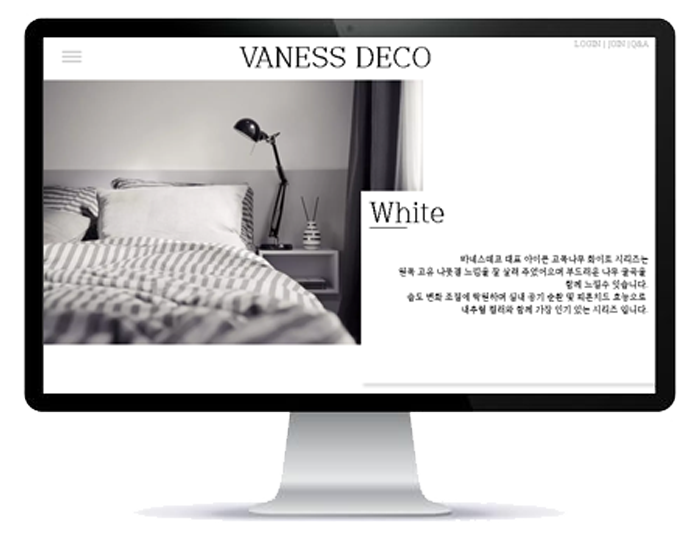 VANESS DECO
LOGIN | JOIN | Q&A
White
바네스데코 대표 아이콘 고목나무 화이트 시리즈는
원목 고유 나뭇결 느낌을 잘 살려 주었어으며 부드러운 나무 굴곡을
함께 느낄수 잇습니다.
습도 변화 조절에 탁월하며 실내 공기 순환 및 피톤치드 효능으로
내추럴 컬러와 함께 가장 인기 있는 시리즈 입니다.